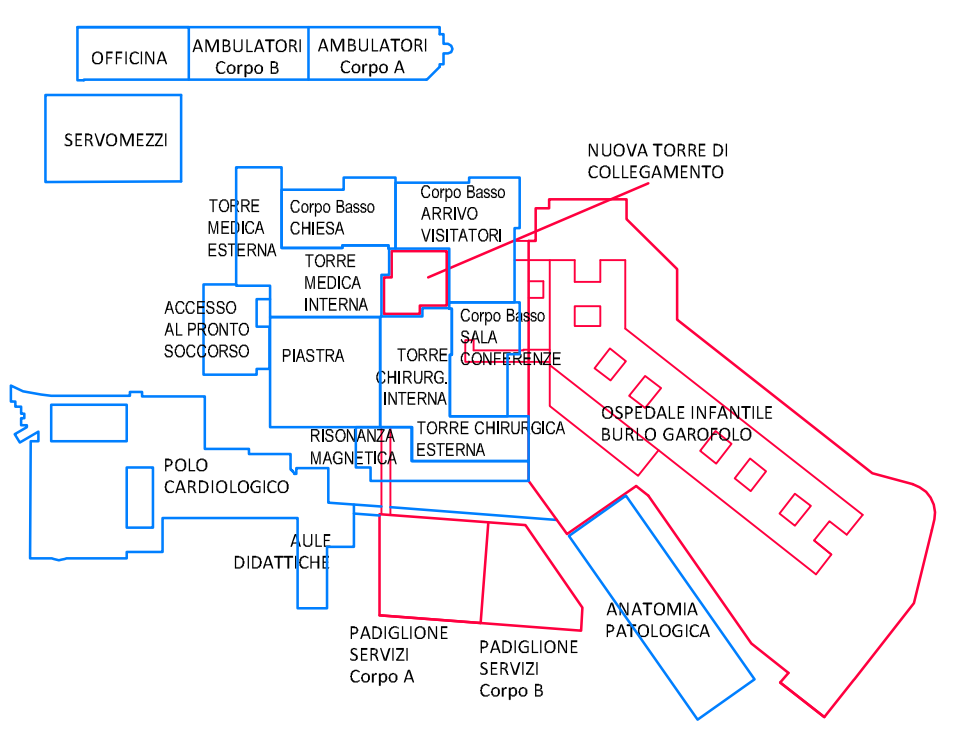 OFFICINA
AMBULATORI
Corpo B
AMBULATORI
Corpo A
SERVOMEZZI
NUOVA TORRE DI
COLLEGAMENTO
TORRE
MEDICA
ESTERNA
Corpo Basso
CHIESA
Corpo Basso
ARRIVO
VISITATORI
TORRE
MEDICA
INTERNA
ACCESSO
AL PRONTO
SOCCORSO
PIASTRA
Corpo Basso
SALA
CONFERENZE
TORRE
CHIRURG.
INTERNA
OSPEDALE INFANTILE
BURLO GAROFOLO
RISONANZA
MAGNETICA
TORRE CHIRURGICA
ESTERNA
POLO
CARDIOLOGICO
AULE
DIDATTICHE
ANATOMIA
PATOLOGICA
PADIGLIONE
SERVIZI
Corpo A
PADIGLIONE
SERVIZI
Corpo B